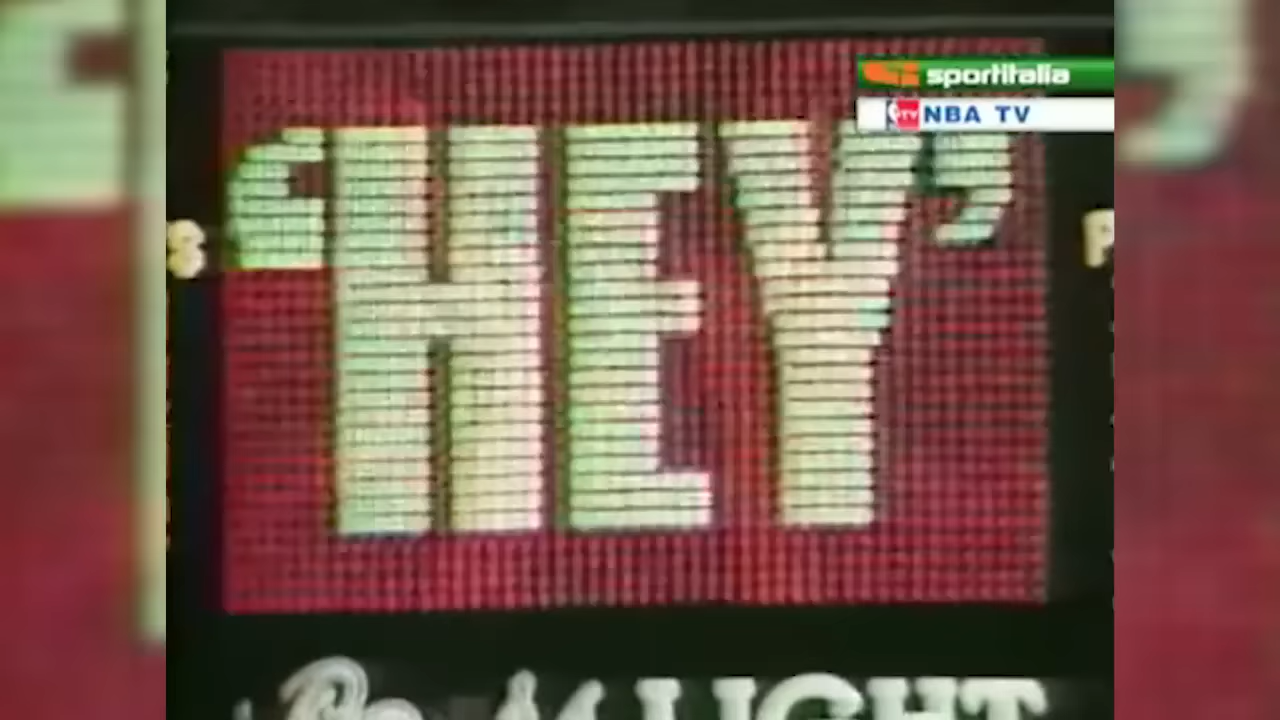 sportitalia
NBA TV
‘HEY’
S
P
LIGHT